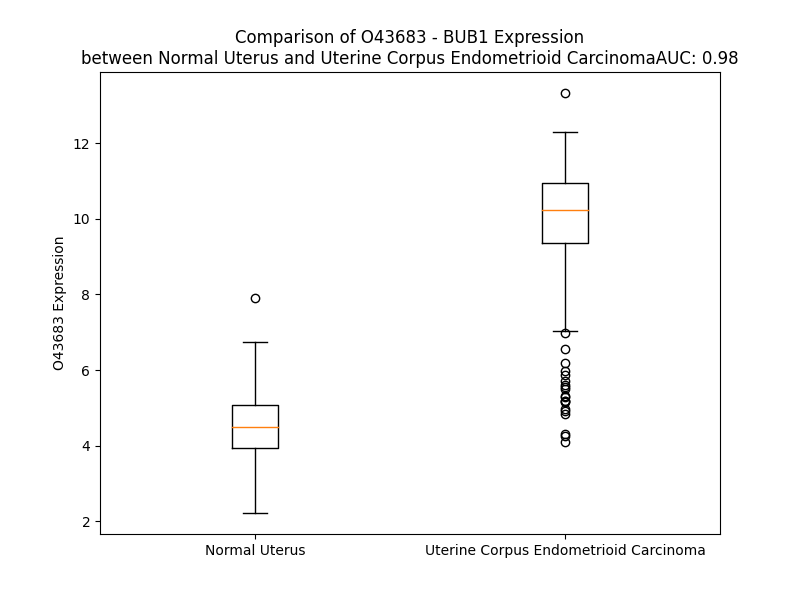 Comparison of O43683 - BUB1 Expression
between Normal Uterus and Uterine Corpus Endometrioid CarcinomaAUC: 0.98
12
10
8
6
4
2
O43683 Expression
Normal Uterus
Uterine Corpus Endometrioid Carcinoma